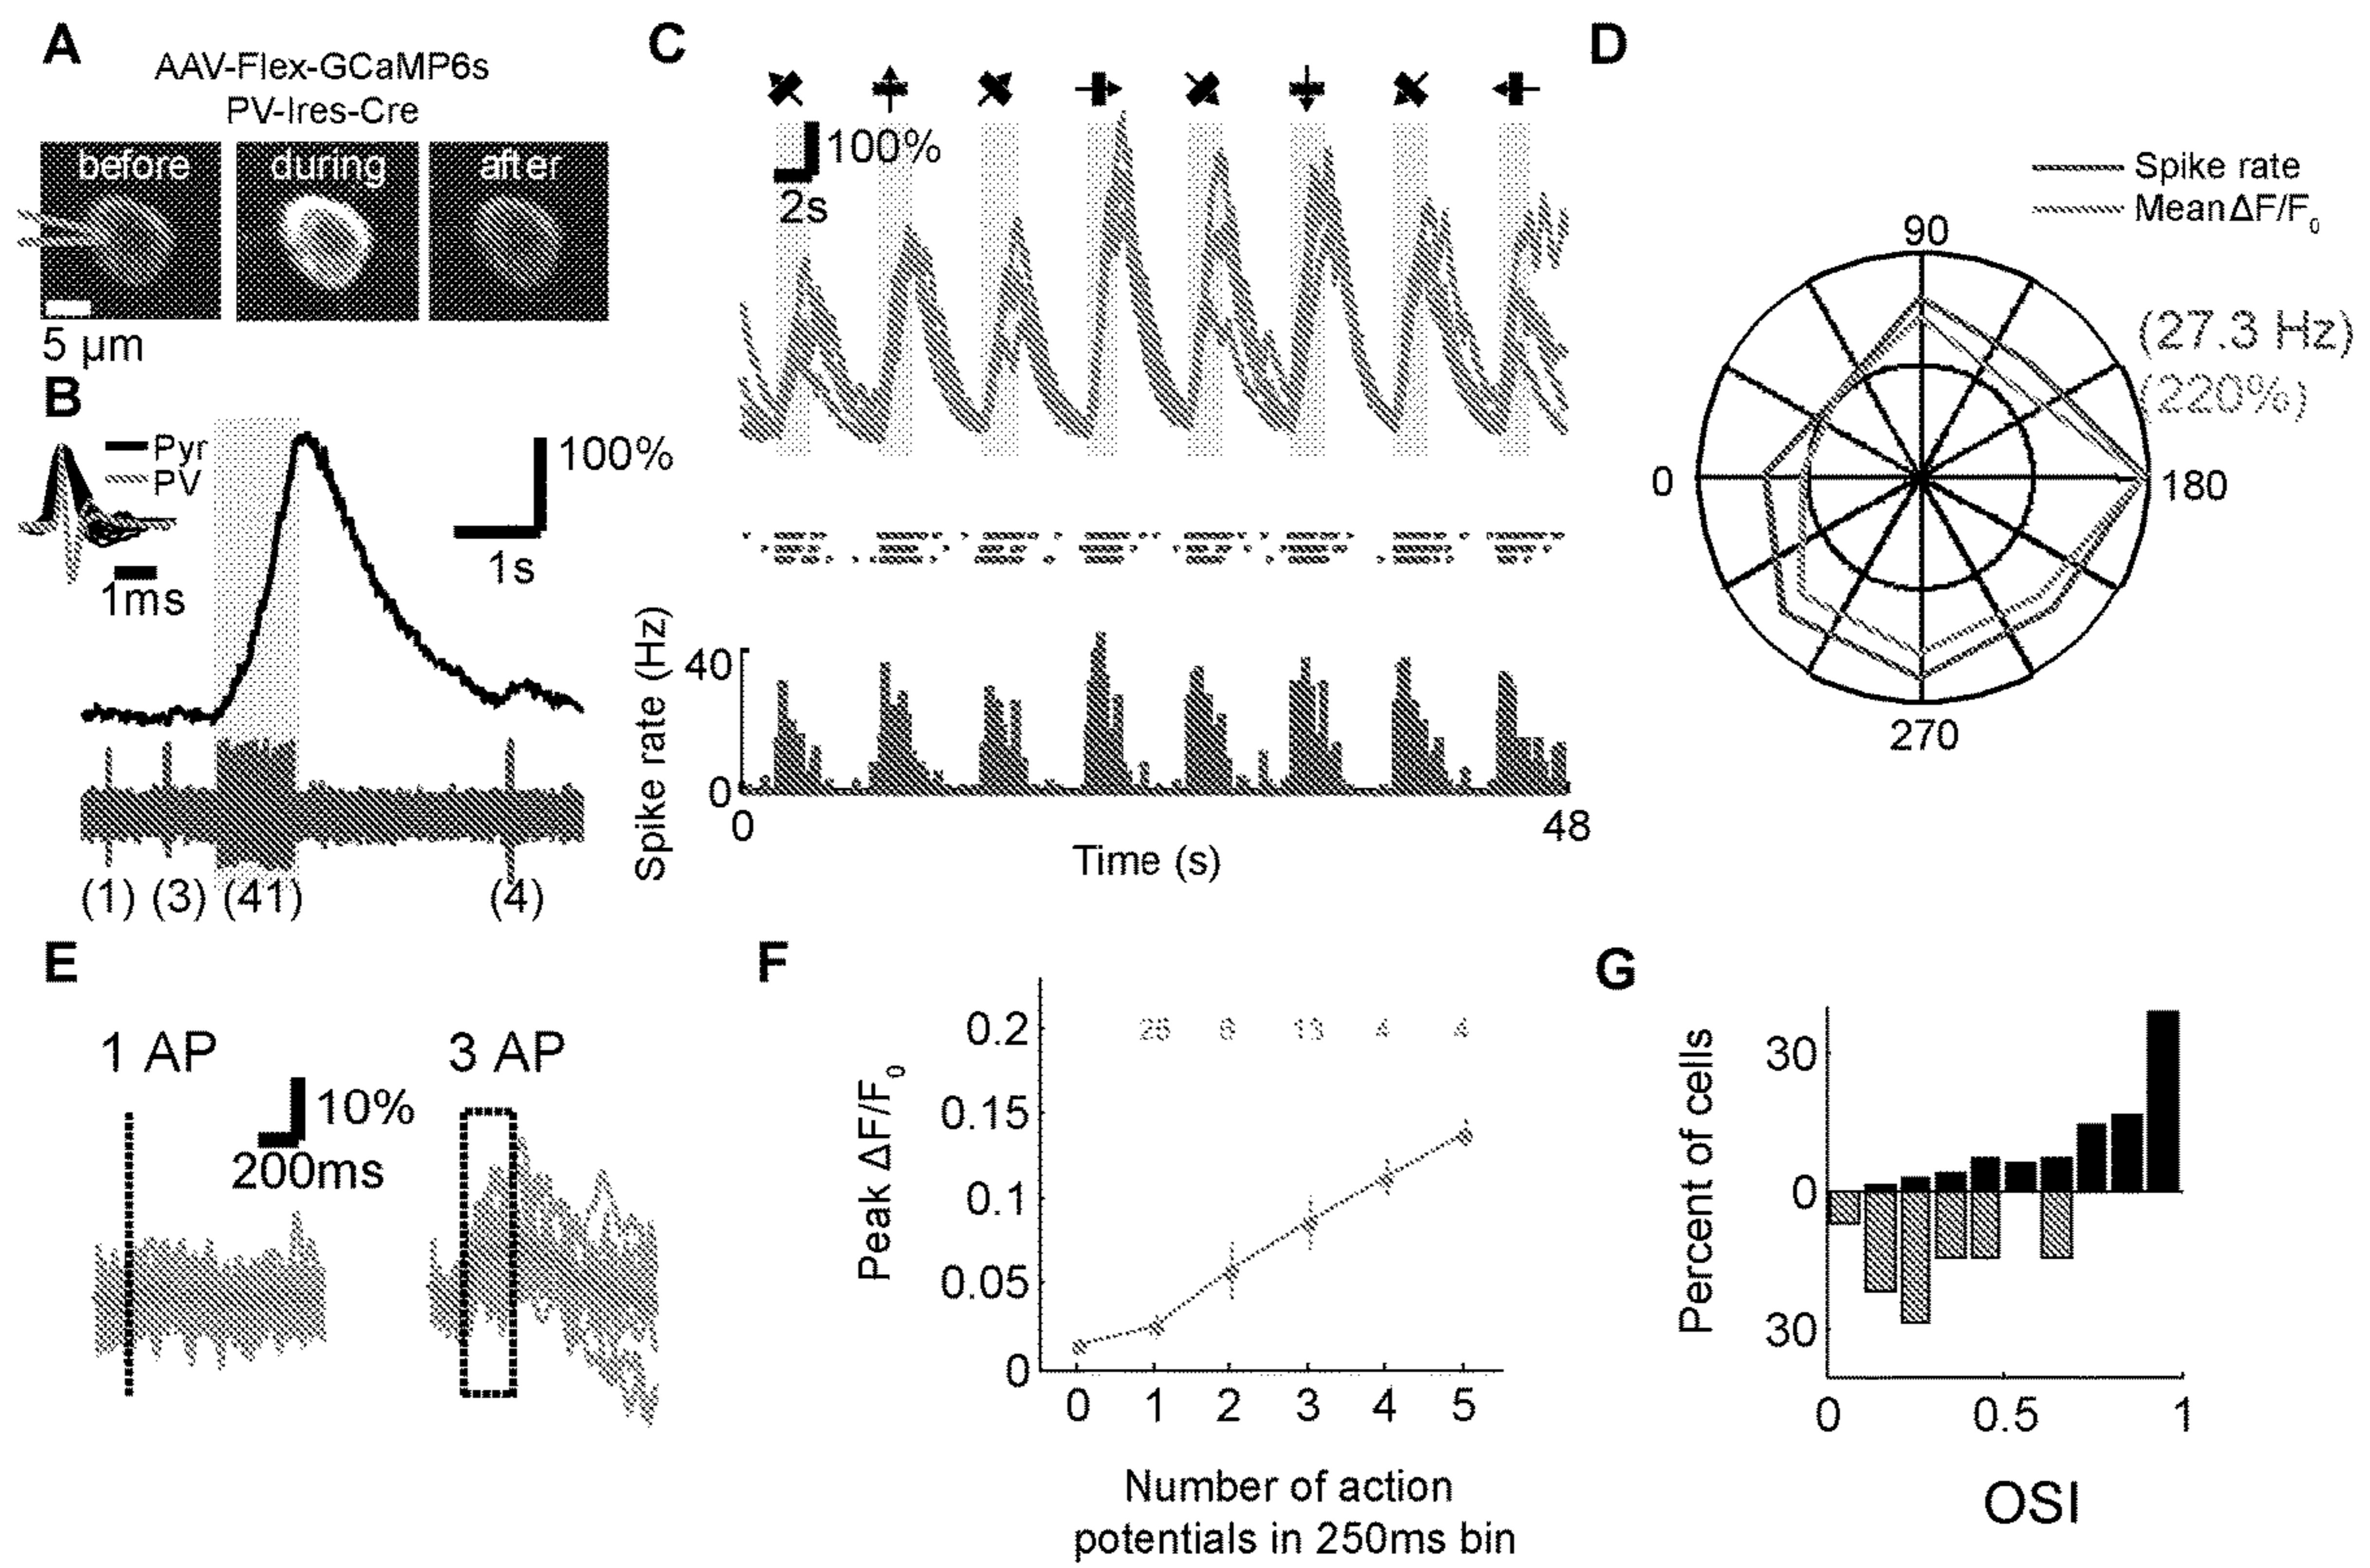 A
AAV-Flex-GCaMP6s
PV-Ires-Cre
before
during
after
5 µm
B
Pyr
PV
100%
1s
1ms
(1) (3) (41) (4)
C
100%
2s
Spike rate (Hz)
40
0
0
48
Time (s)
D
Spike rate
Mean ΔF/F₀
90
(27.3 Hz)
(220%)
0
180
270
E
1 AP
3 AP
10%
200ms
F
Peak ΔF/F₀
0.2
0.15
0.1
0.05
0
13 4 4
0 1 2 3 4 5
Number of action
potentials in 250ms bin
G
Percent of cells
30
0
30
0 0.5 1
OSI